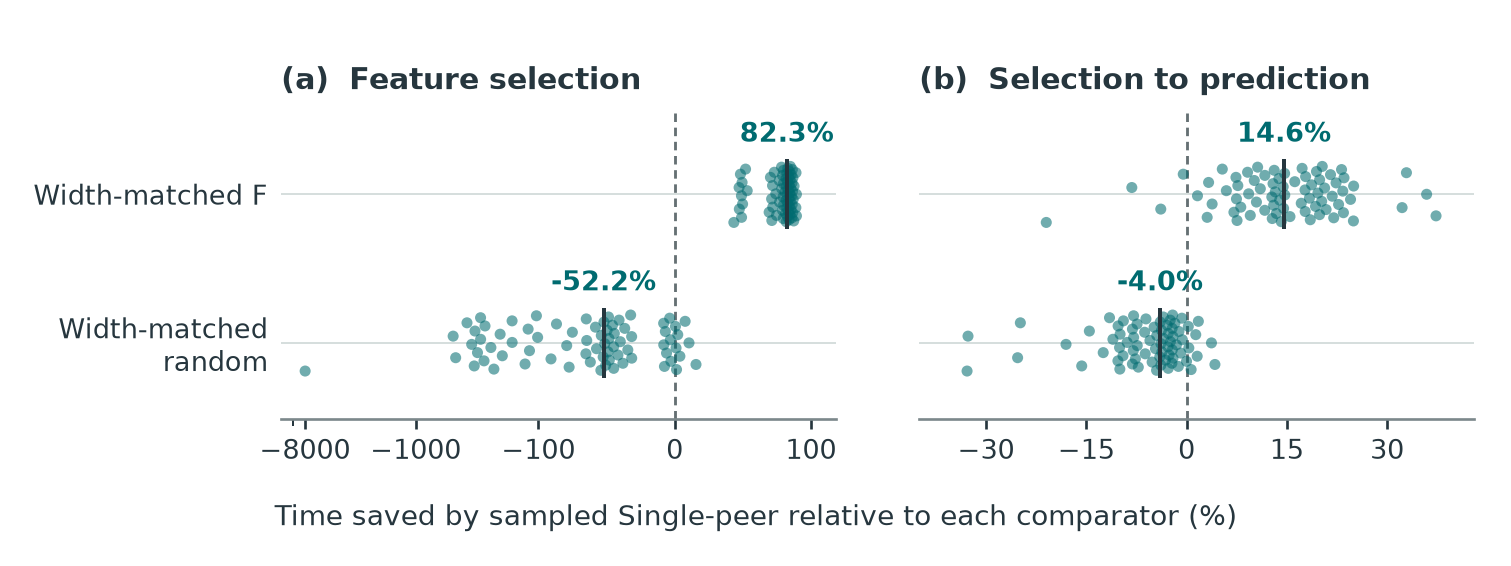 (a) Feature selection
(b) Selection to prediction
82.3%
14.6%
Width-matched F
-52.2%
-4.0%
Width-matched
random
−8000 −1000 −100 0 100
−30 −15 0 15 30
Time saved by sampled Single-peer relative to each comparator (%)